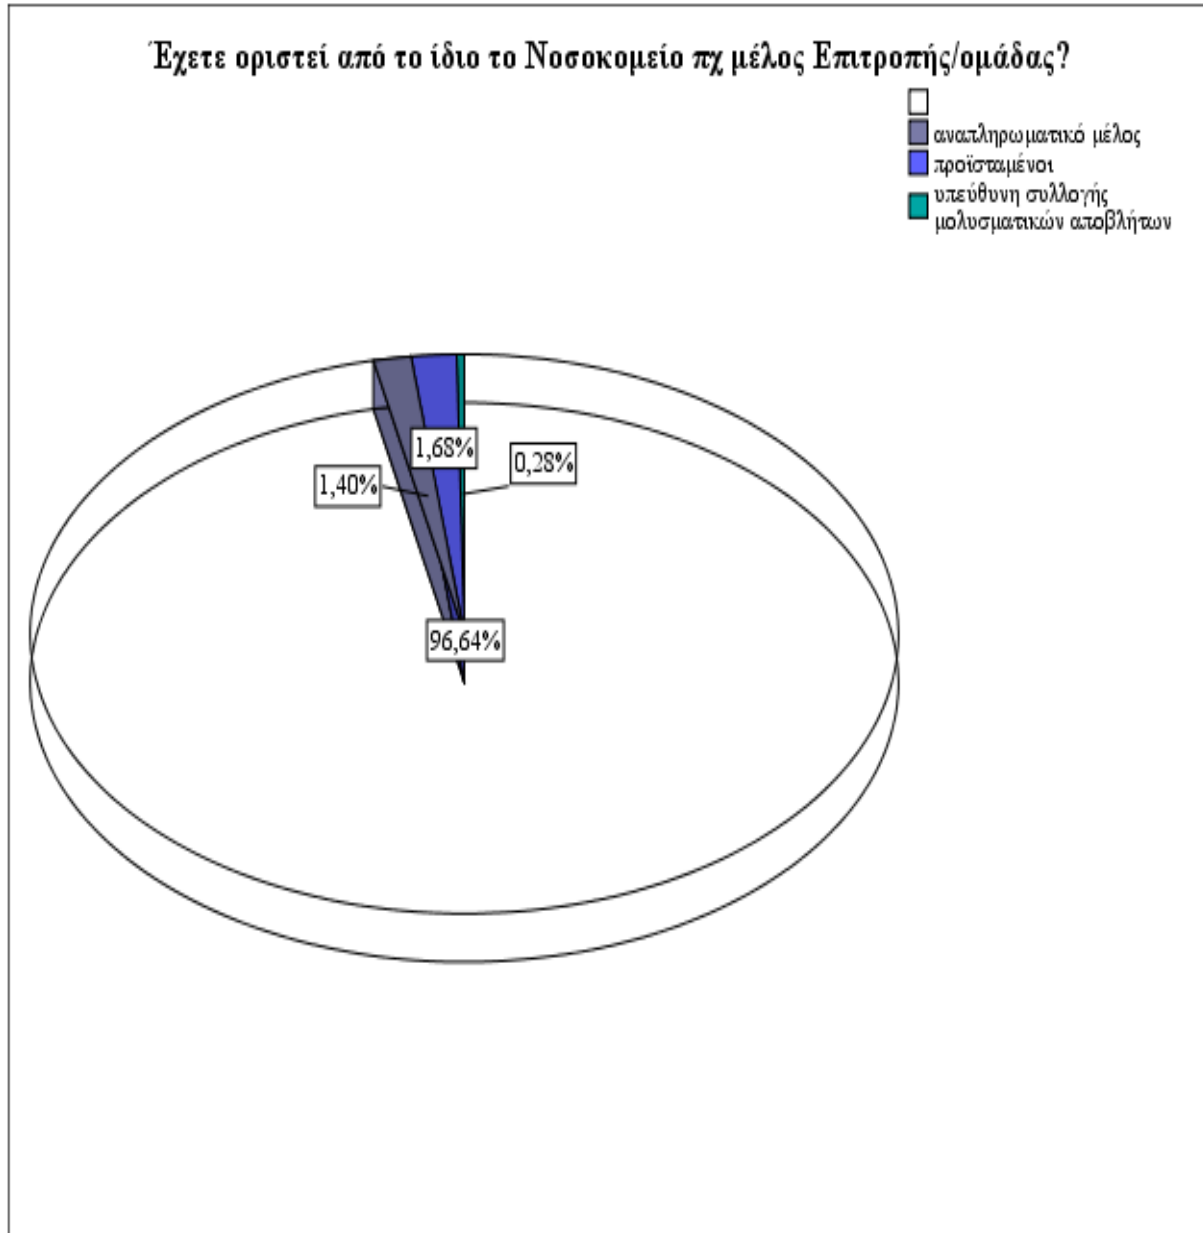 Έχετε οριστεί από το ίδιο το Νοσοκομείο πχ μέλος Επιτροπής/ομάδας?
αναπληρωματικό μέλος
προϊσταμένοι
υπεύθυνη συλλογής
μολυσματικών αποβλήτων
1,68%
0,28%
1,40%
96,64%